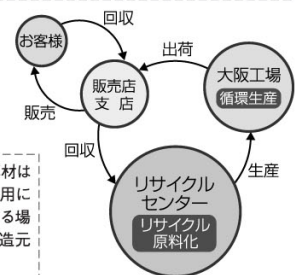 回収
お客様
出荷
大阪工場
循環生産
販売店
支店
販売
回収
生産
材は
用に
る場
造元
リサイクル
センター
リサイクル
原料化